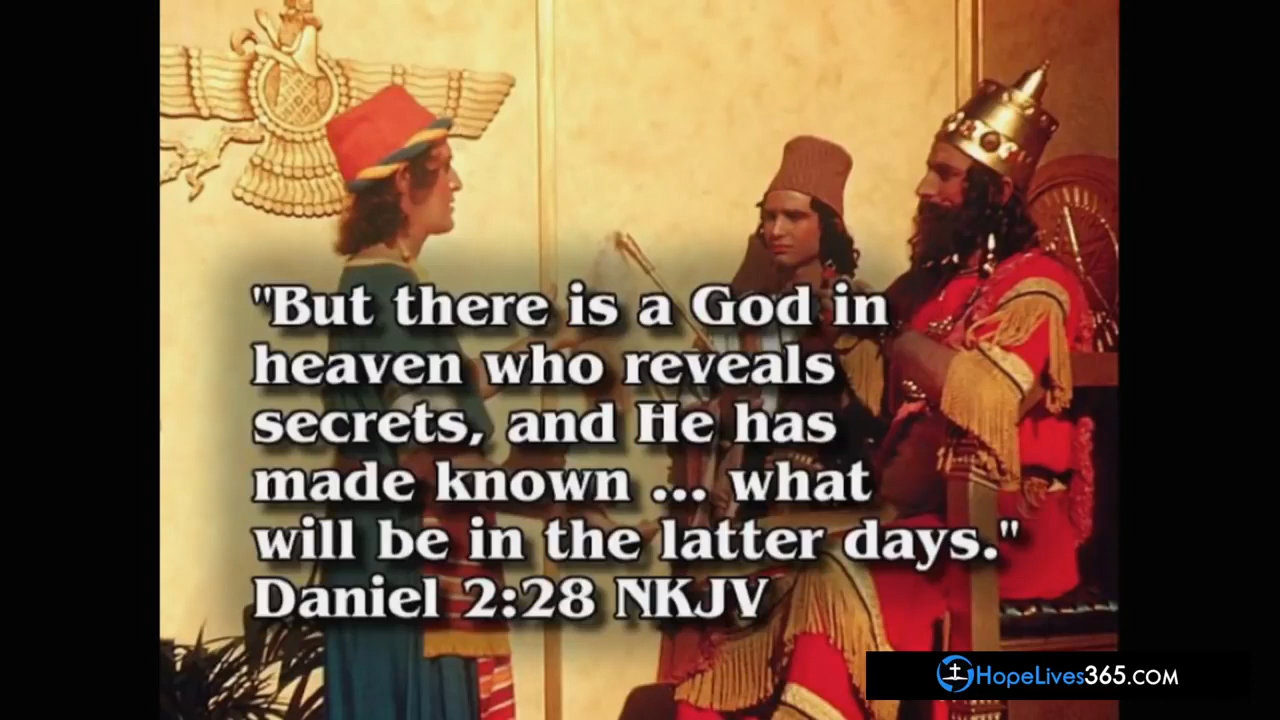 "But there is a God in
heaven who reveals
secrets, and He has
made known ... what
will be in the latter days."
Daniel 2:28 NKJV
HopeLives365.COM